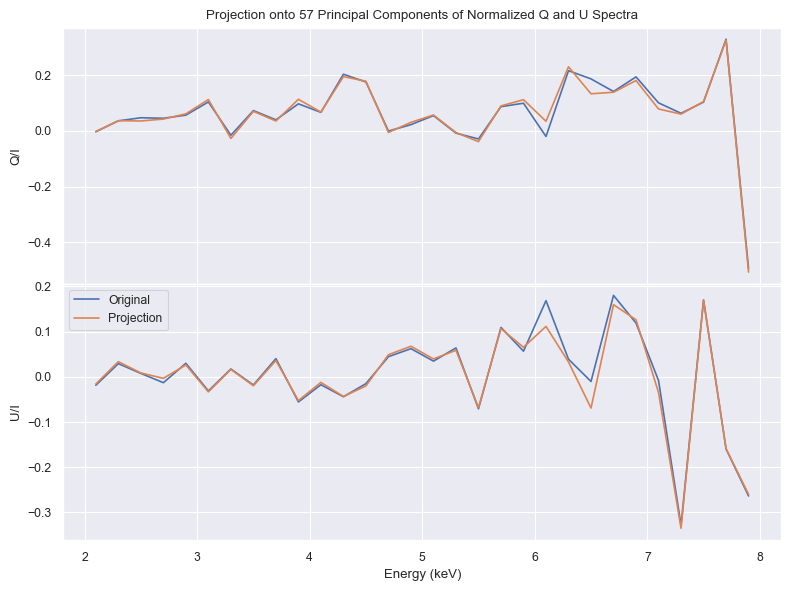 Projection onto 57 Principal Components of Normalized Q and U Spectra
0.2
0.0
−0.2
−0.4
Q/I
0.2
0.1
0.0
−0.1
−0.2
−0.3
U/I
Original
Projection
2 3 4 5 6 7 8
Energy (keV)